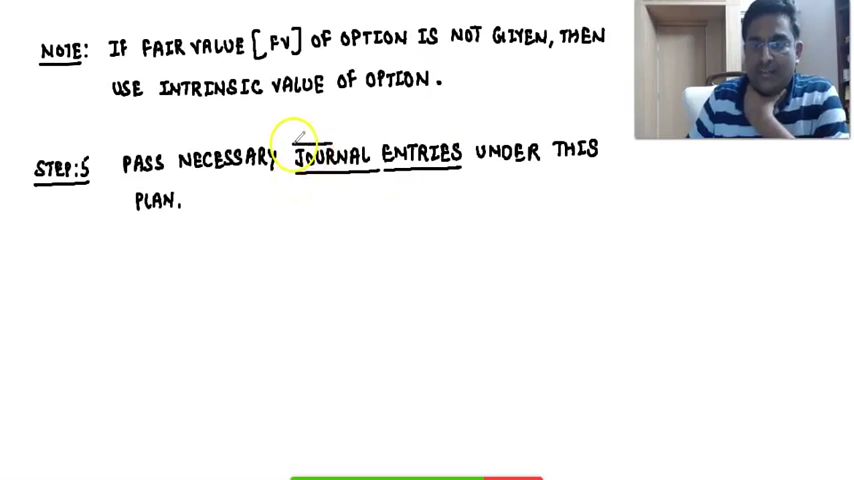 NOTE: IF FAIR VALUE [FV] OF OPTION IS NOT GIVEN, THEN
USE INTRINSIC VALUE OF OPTION.
STEP:5 PASS NECESSARY JOURNAL ENTRIES UNDER THIS
PLAN.